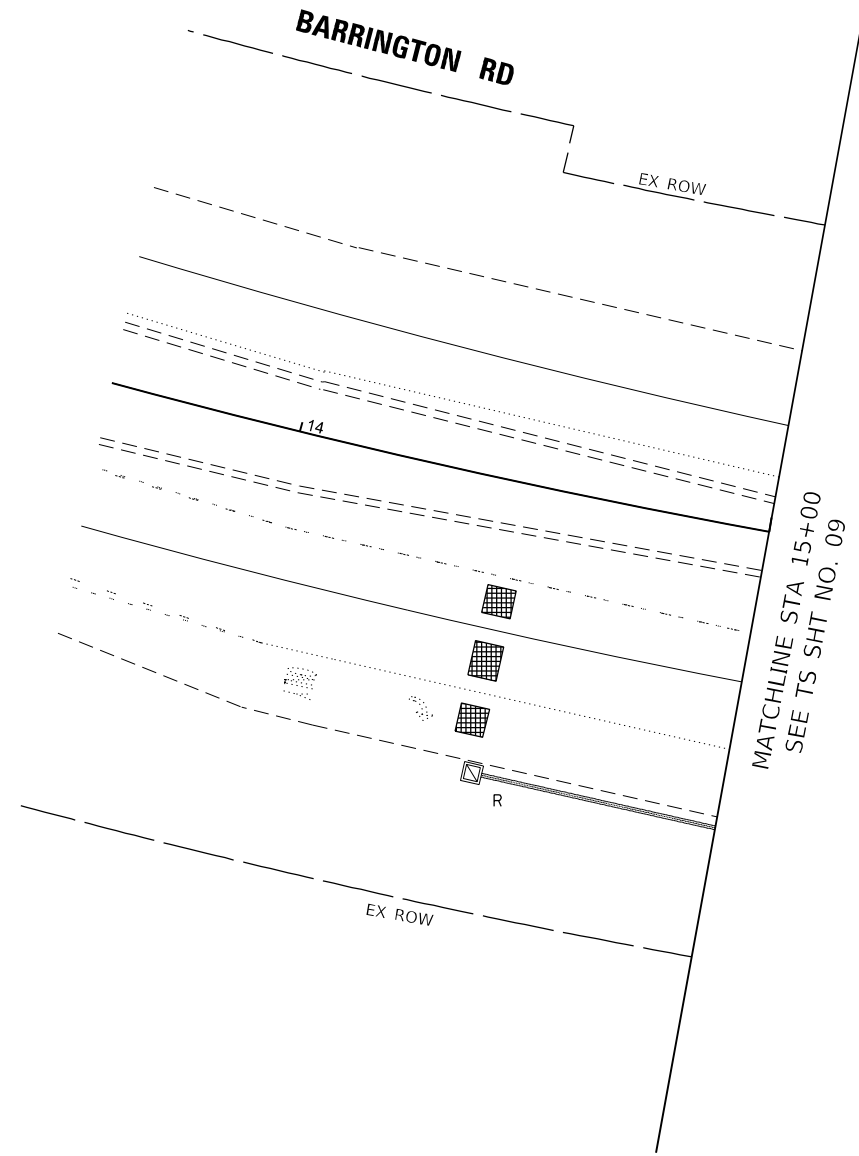 BARRINGTON RD
EX ROW
14
MATCHLINE STA 15+00
SEE TS SHT NO. 09
R
EX ROW